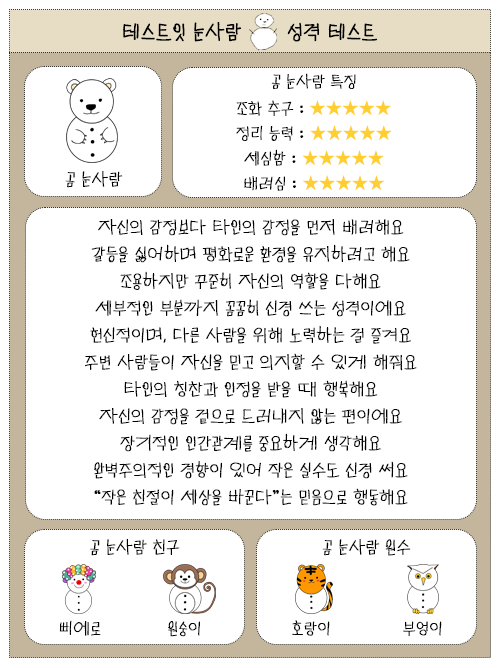 테스트잇 눈사람 성격 테스트
곰 눈사람
곰 눈사람 특징
조화 추구 : ★★★★★
정리 능력 : ★★★★★
세심함 : ★★★★★
배려심 : ★★★★★
자신의 감정보다 타인의 감정을 먼저 배려해요
갈등을 싫어하며 평화로운 환경을 유지하려고 해요
조용하지만 꾸준히 자신의 역할을 다해요
세부적인 부분까지 꼼꼼히 신경 쓰는 성격이에요
헌신적이며, 다른 사람을 위해 노력하는 걸 즐겨요
주변 사람들이 자신을 믿고 의지할 수 있게 해줘요
타인의 칭찬과 인정을 받을 때 행복해요
자신의 감정을 겉으로 드러내지 않는 편이에요
장기적인 인간관계를 중요하게 생각해요
완벽주의적인 경향이 있어 작은 실수도 신경 써요
“작은 친절이 세상을 바꾼다”는 믿음으로 행동해요
곰 눈사람 친구
삐에로 원숭이
곰 눈사람 원수
호랑이 부엉이